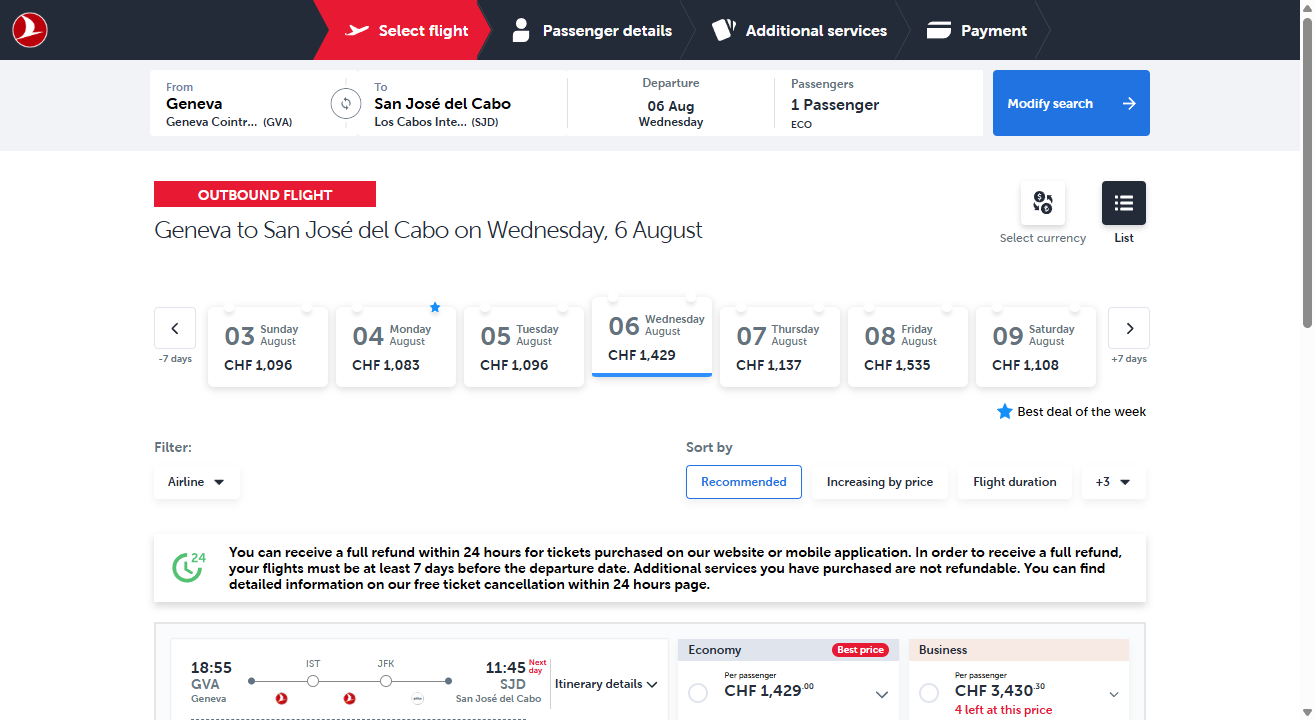 Select flight
Passenger details
Additional services
Payment
From
Geneva
Geneva Cointr... (GVA)
To
San José del Cabo
Los Cabos Inte... (SJD)
Departure
06 Aug
Wednesday
Passengers
1 Passenger
ECO
Modify search
OUTBOUND FLIGHT
Geneva to San José del Cabo on Wednesday, 6 August
Select currency
List
-7 days
03 Sunday August
CHF 1,096
04 Monday August
CHF 1,083
05 Tuesday August
CHF 1,096
06 Wednesday August
CHF 1,429
07 Thursday August
CHF 1,137
08 Friday August
CHF 1,535
09 Saturday August
CHF 1,108
+7 days
Best deal of the week
Filter:
Airline
Sort by
Recommended
Increasing by price
Flight duration
+3
24
You can receive a full refund within 24 hours for tickets purchased on our website or mobile application. In order to receive a full refund,
your flights must be at least 7 days before the departure date. Additional services you have purchased are not refundable. You can find
detailed information on our free ticket cancellation within 24 hours page.
18:55
GVA
Geneva
IST
JFK
11:45 Next day
SJD
San José del Cabo
Itinerary details
Economy
Best price
Per passenger
CHF 1,429.00
Business
Per passenger
CHF 3,430.30
4 left at this price